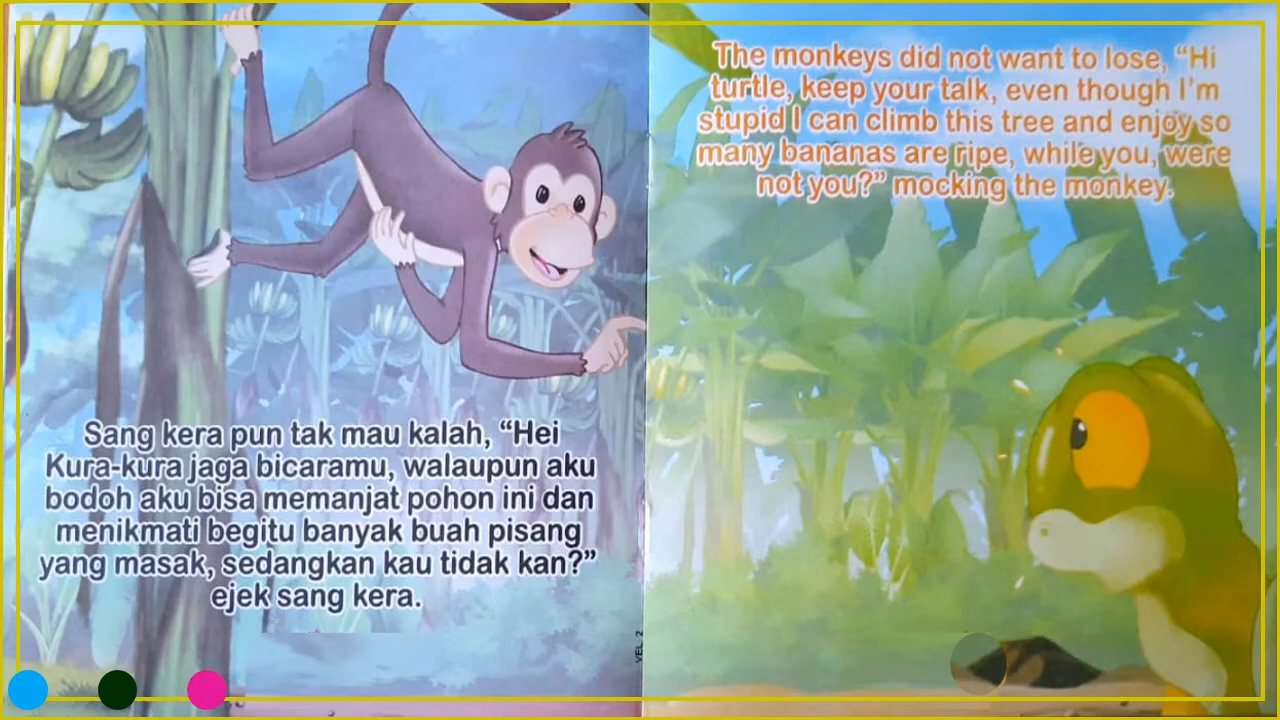 Sang kera pun tak mau kalah, “Hei
Kura-kura jaga bicaramu, walaupun aku
bodoh aku bisa memanjat pohon ini dan
menikmati begitu banyak buah pisang
yang masak, sedangkan kau tidak kan?”
ejek sang kera.
VEL. 2
The monkeys did not want to lose, “Hi
turtle, keep your talk, even though I’m
stupid I can climb this tree and enjoy so
many bananas are ripe, while you, were
not you?” mocking the monkey.